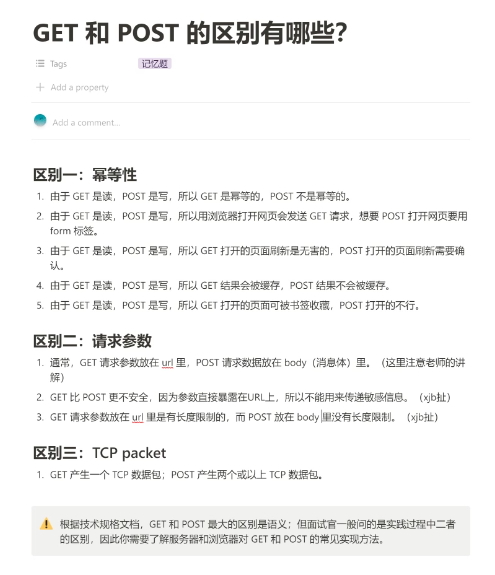 GET 和 POST 的区别有哪些？
Tags 记忆题
Add a property
Add a comment...
区别一：幂等性
1. 由于 GET 是读，POST 是写，所以 GET 是幂等的，POST 不是幂等的。
2. 由于 GET 是读，POST 是写，所以用浏览器打开网页会发送 GET 请求，想要 POST 打开网页要用
form 标签。
3. 由于 GET 是读，POST 是写，所以 GET 打开的页面刷新是无害的，POST 打开的页面刷新需要确
认。
4. 由于 GET 是读，POST 是写，所以 GET 结果会被缓存，POST 结果不会被缓存。
5. 由于 GET 是读，POST 是写，所以 GET 打开的页面可被书签收藏，POST 打开的不行。
区别二：请求参数
1. 通常，GET 请求参数放在 url 里，POST 请求数据放在 body（消息体）里。（这里注意老师的讲
解）
2. GET 比 POST 更不安全，因为参数直接暴露在URL上，所以不能用来传递敏感信息。（xjb扯）
3. GET 请求参数放在 url 里是有长度限制的，而 POST 放在 body 里没有长度限制。（xjb扯）
区别三：TCP packet
1. GET 产生一个 TCP 数据包；POST 产生两个或以上 TCP 数据包。
根据技术规格文档，GET 和 POST 最大的区别是语义；但面试官一般问的是实践过程中二者
的区别，因此你需要了解服务器和浏览器对 GET 和 POST 的常见实现方法。